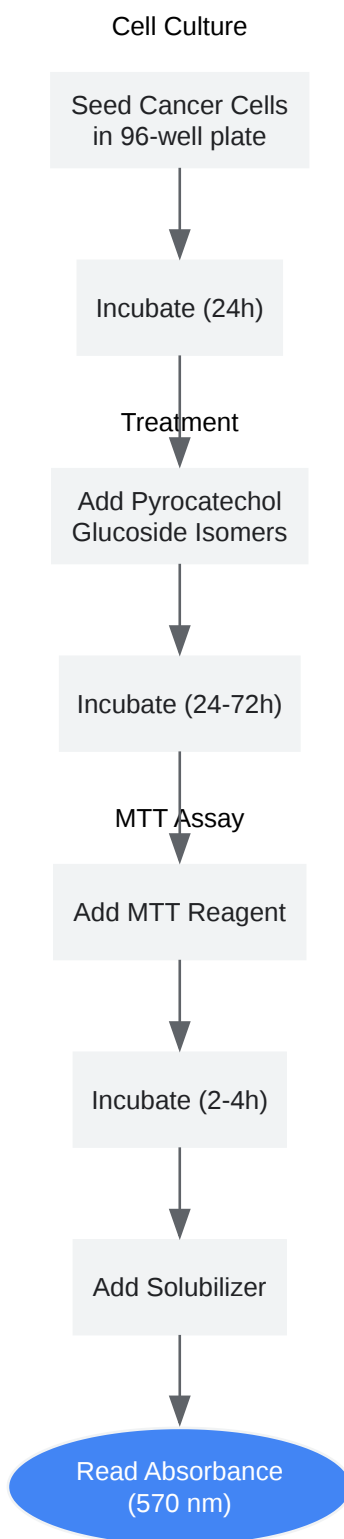 Cell Culture
Seed Cancer Cells
in 96-well plate
Incubate (24h)
Treatment
Add Pyrocatechol
Glucoside Isomers
Incubate (24-72h)
MTT Assay
Add MTT Reagent
Incubate (2-4h)
Add Solubilizer
Read Absorbance
(570 nm)